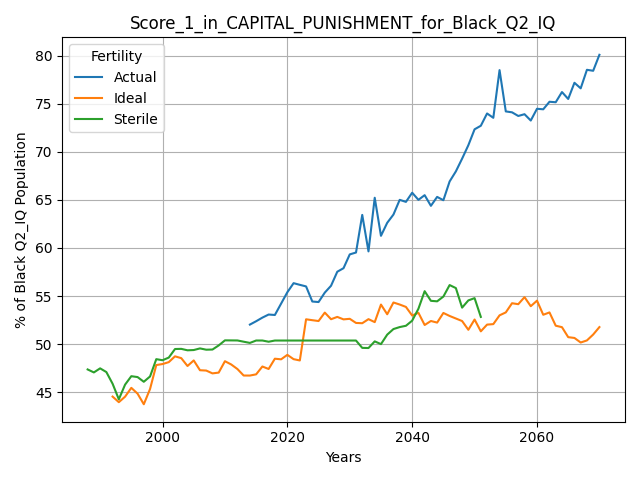 Score_1_in_CAPITAL_PUNISHMENT_for_Black_Q2_IQ
% of Black Q2_IQ Population
80
75
70
65
60
55
50
45
Fertility
Actual
Ideal
Sterile
2000
2020
2040
2060
Years